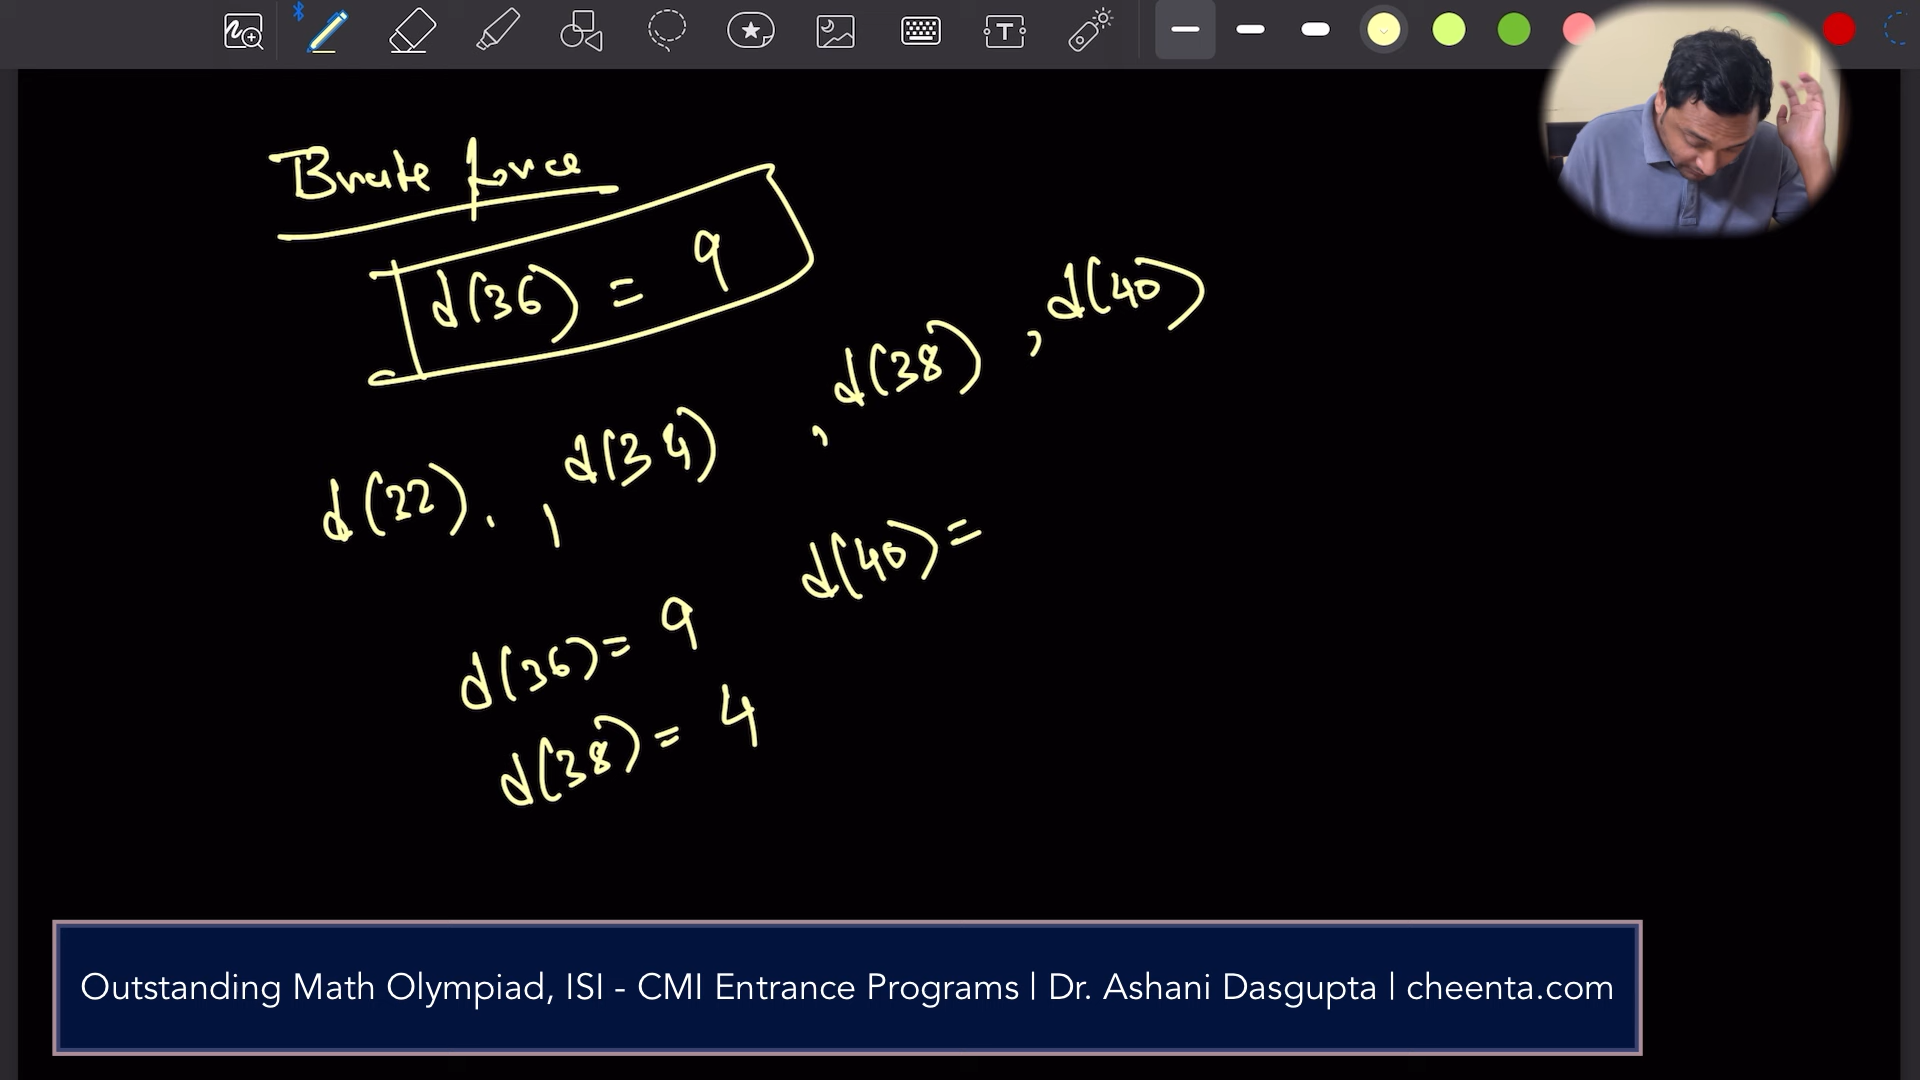 Brute force
d(36) = 9
d(32), , d(34) , d(38) , d(40)
d(40) =
d(36) = 9
d(38) = 4
Outstanding Math Olympiad, ISI - CMI Entrance Programs | Dr. Ashani Dasgupta | cheenta.com